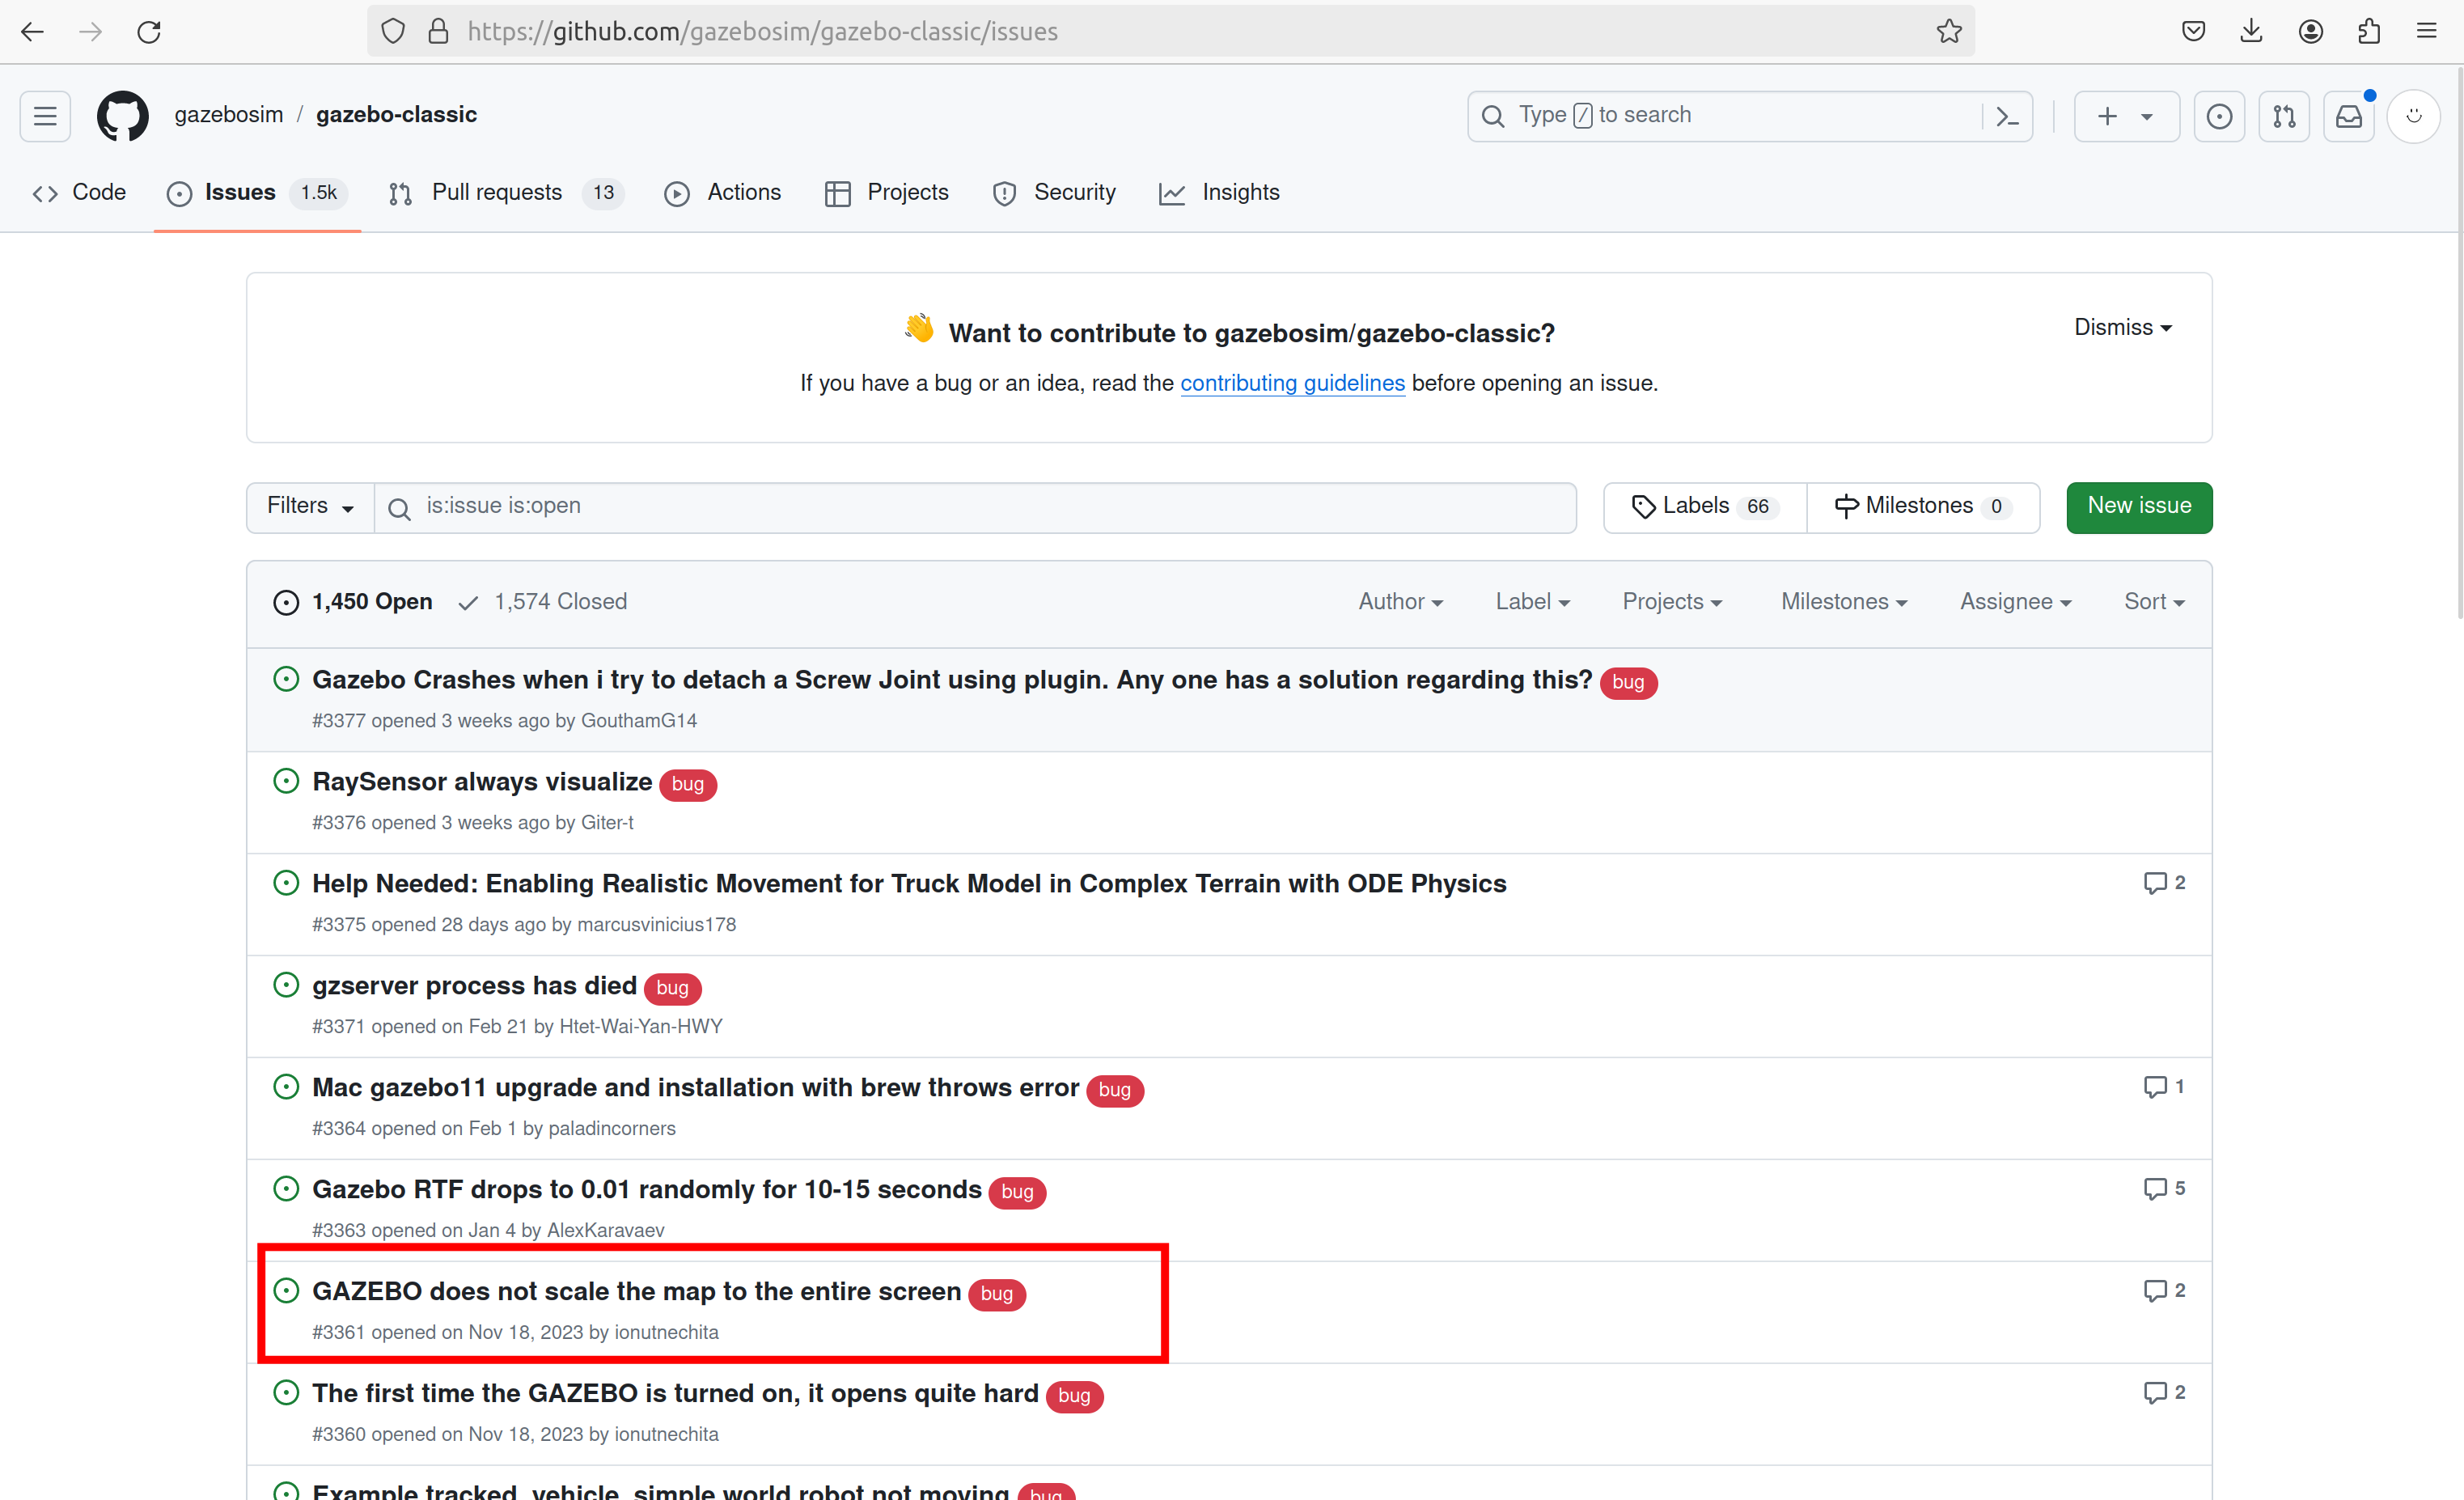 https://github.com/gazebosim/gazebo-classic/issues
gazebosim / gazebo-classic
Type / to search
Code Issues 1.5k Pull requests 13 Actions Projects Security Insights
👋 Want to contribute to gazebosim/gazebo-classic?
Dismiss
If you have a bug or an idea, read the contributing guidelines before opening an issue.
Filters is:issue is:open Labels 66 Milestones 0 New issue
1,450 Open 1,574 Closed Author Label Projects Milestones Assignee Sort
Gazebo Crashes when i try to detach a Screw Joint using plugin. Any one has a solution regarding this? bug
#3377 opened 3 weeks ago by GouthamG14
RaySensor always visualize bug
#3376 opened 3 weeks ago by Giter-t
Help Needed: Enabling Realistic Movement for Truck Model in Complex Terrain with ODE Physics 2
#3375 opened 28 days ago by marcusvinicius178
gzserver process has died bug
#3371 opened on Feb 21 by Htet-Wai-Yan-HWY
Mac gazebo11 upgrade and installation with brew throws error bug 1
#3364 opened on Feb 1 by paladincorners
Gazebo RTF drops to 0.01 randomly for 10-15 seconds bug 5
#3363 opened on Jan 4 by AlexKaravaev
GAZEBO does not scale the map to the entire screen bug 2
#3361 opened on Nov 18, 2023 by ionutnechita
The first time the GAZEBO is turned on, it opens quite hard bug 2
#3360 opened on Nov 18, 2023 by ionutnechita
Example tracked_vehicle_simple world robot not moving bug